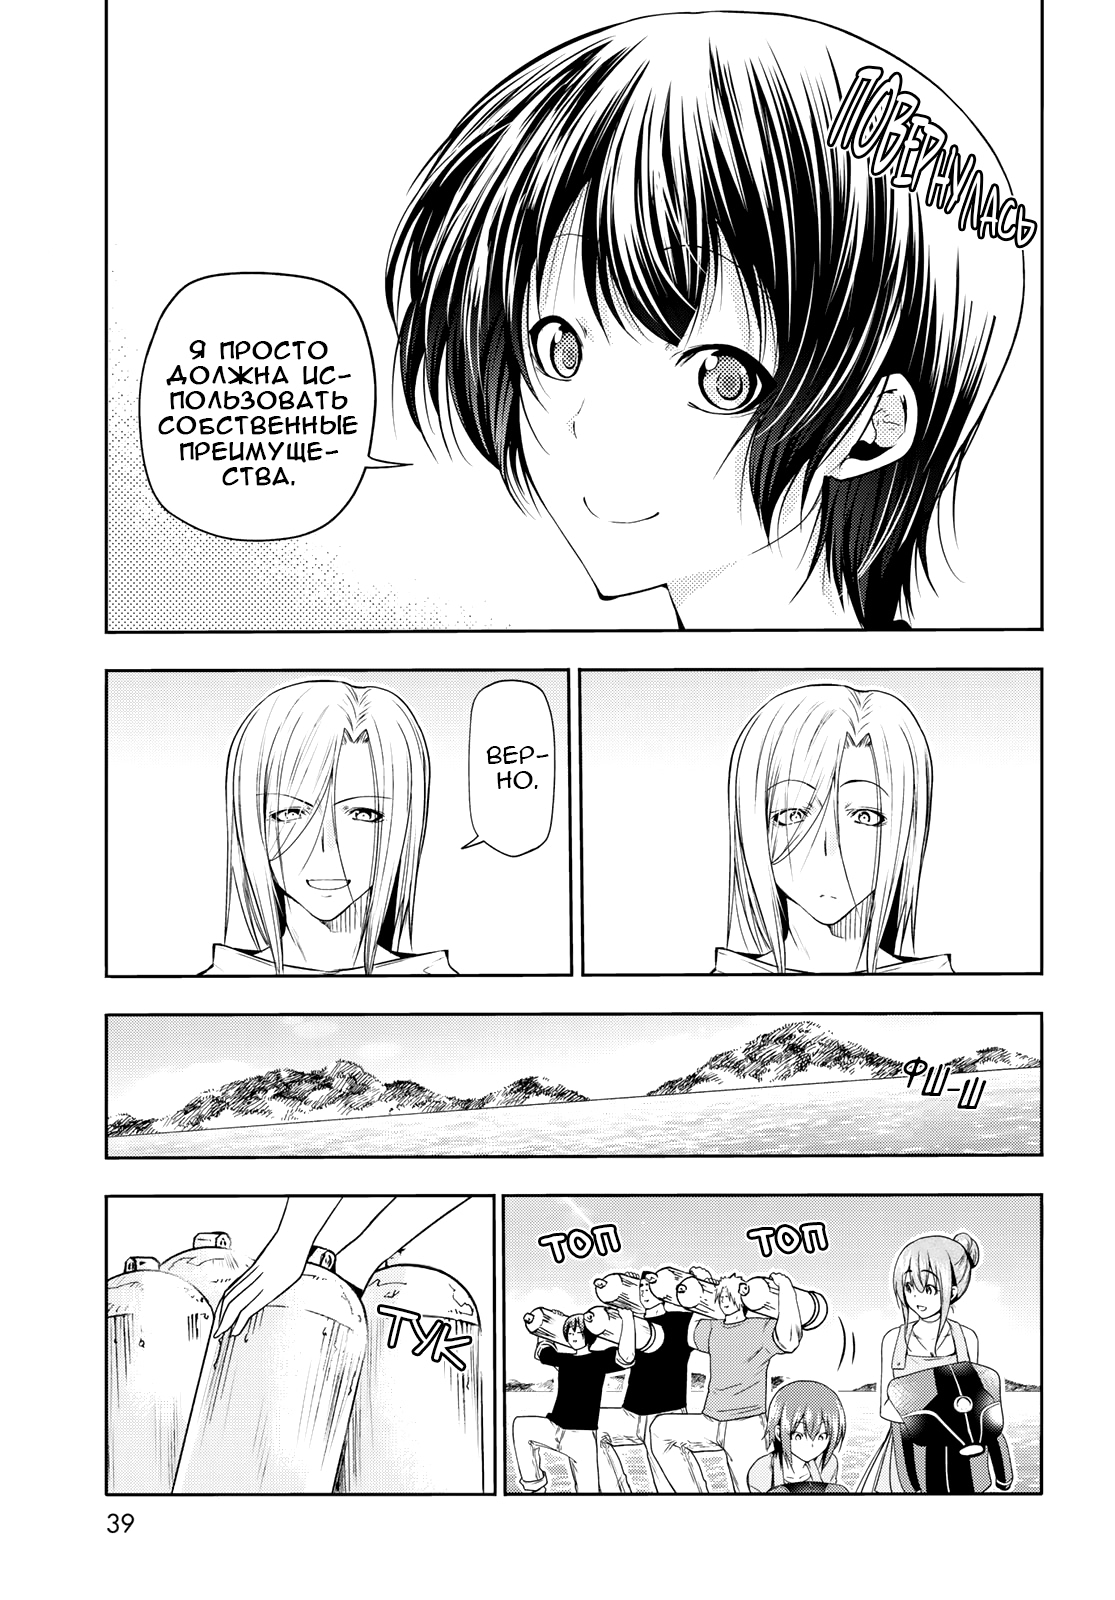 ПОВЕРНУЛАСЬ
Я ПРОСТО
ДОЛЖНА ИС-
ПОЛЬЗОВАТЬ
СОБСТВЕННЫЕ
ПРЕИМУЩЕ-
СТВА.
ВЕР-
НО.
ФШ-Ш
ТУК
ТОП
ТОП
39